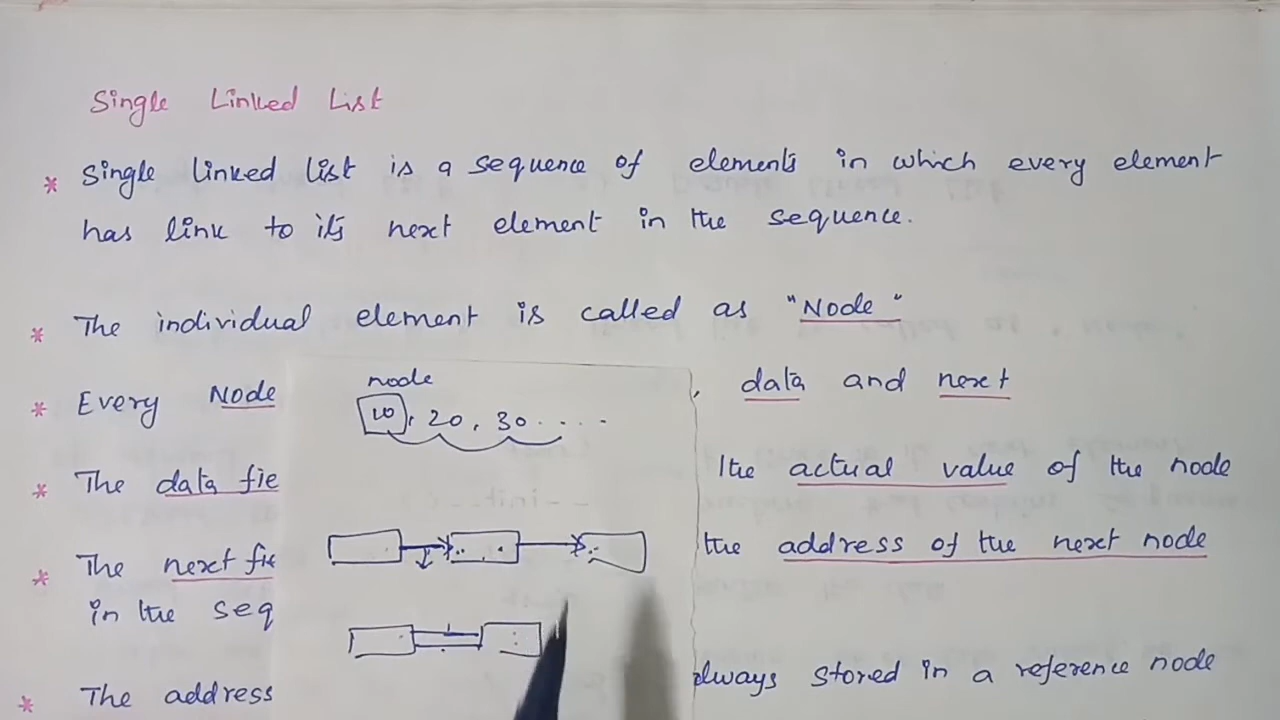 Single Linked List
* Single linked list is a sequence of elements in which every element
has link to it's next element in the sequence.
* The individual element is called as "Node"
* Every Node , data and next
node
10, 20, 30 . . . .
* The data fie the actual value of the node
* The next fie the address of the next node
in the seq
* The address always stored in a reference node